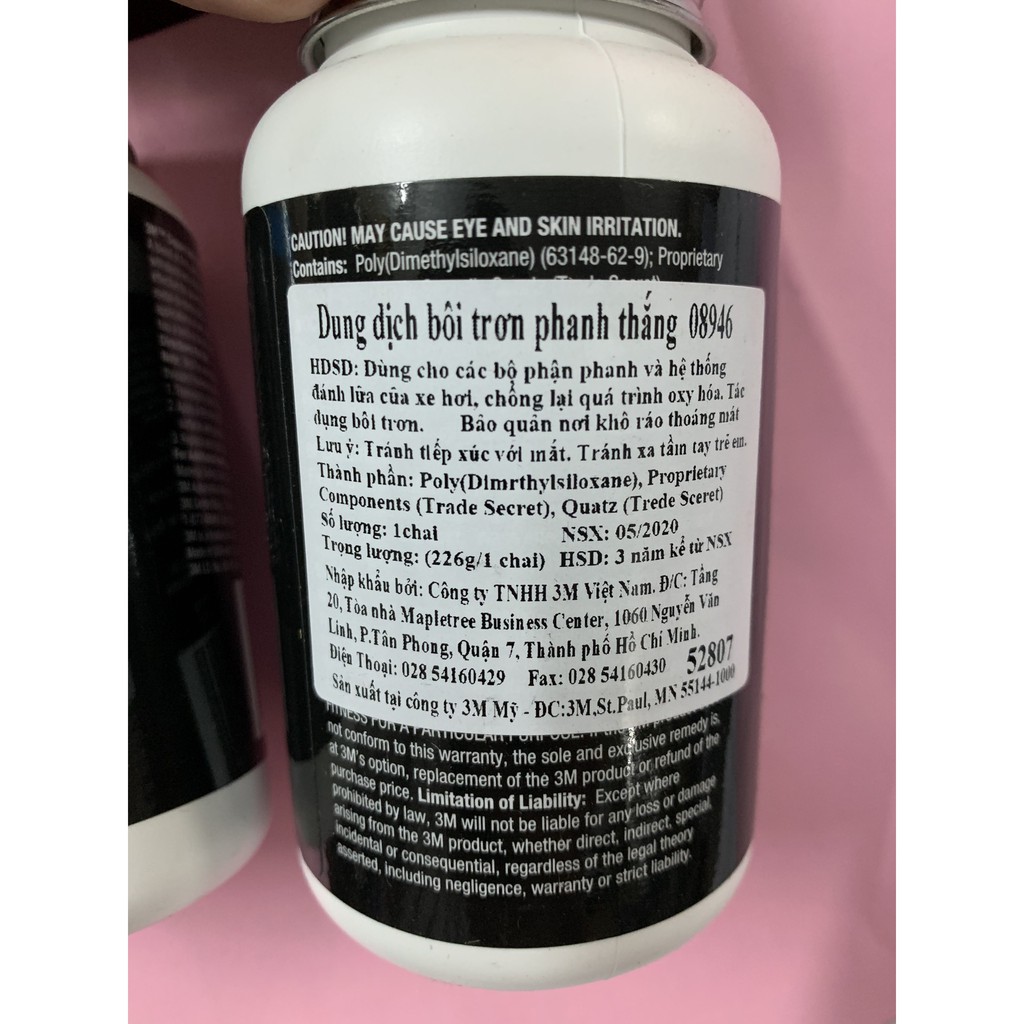 CAUTION! MAY CAUSE EYE AND SKIN IRRITATION.
Contains: Poly(Dimethylsiloxane) (63148-62-9); Proprietary
Dung dịch bôi trơn phanh thắng 08946
HDSD: Dùng cho các bộ phận phanh và hệ thống
đánh lữa cũa xe hơi, chống lại quá trình oxy hóa. Tác
dụng bôi trơn. Bảo quản nơi khô ráo thoáng mát
Lưu ý: Tránh tiếp xúc với mắt. Tránh xa tầm tay trẻ em.
Thành phần: Poly(Dimrthylsiloxane), Proprietary
Components (Trade Secret), Quatz (Trede Sceret)
Số lượng: 1chai NSX: 05/2020
Trọng lượng: (226g/1 chai) HSD: 3 năm kể từ NSX
Nhập khẩu bởi: Công ty TNHH 3M Việt Nam. Đ/C: Tầng
20,Tòa nhà Mapletree Business Center, 1060 Nguyễn Văn
Linh, P.Tân Phong, Quận 7, Thành phố Hồ Chí Minh.
Điện Thoại: 028 54160429 Fax: 028 54160430 52807
Sản xuất tại công ty 3M Mỹ - ĐC:3M,St.Paul, MN 55144-1000
FITNESS FOR A PARTICULAR
not conform to this warranty, the sole and exclusive remedy is,
at 3M's option, replacement of the 3M product or refund of the
purchase price. Limitation of Liability: Except where
prohibited by law, 3M will not be liable for any loss or damage
arising from the 3M product, whether direct, indirect, special,
incidental or consequential, regardless of the legal theory
asserted, including negligence, warranty or strict liability.